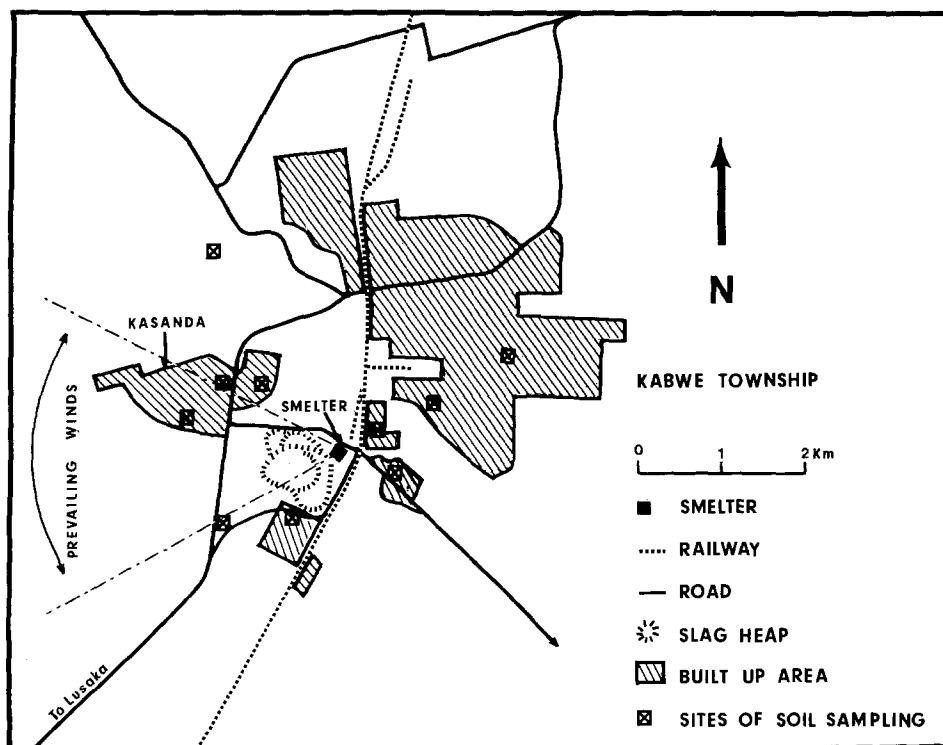 N
KASANDA
KABWE TOWNSHIP
SMELTER
PREVAILING WINDS
0 2 Km
SMELTER
RAILWAY
ROAD
SLAG HEAP
BUILT UP AREA
SITES OF SOIL SAMPLING
To Lusaka